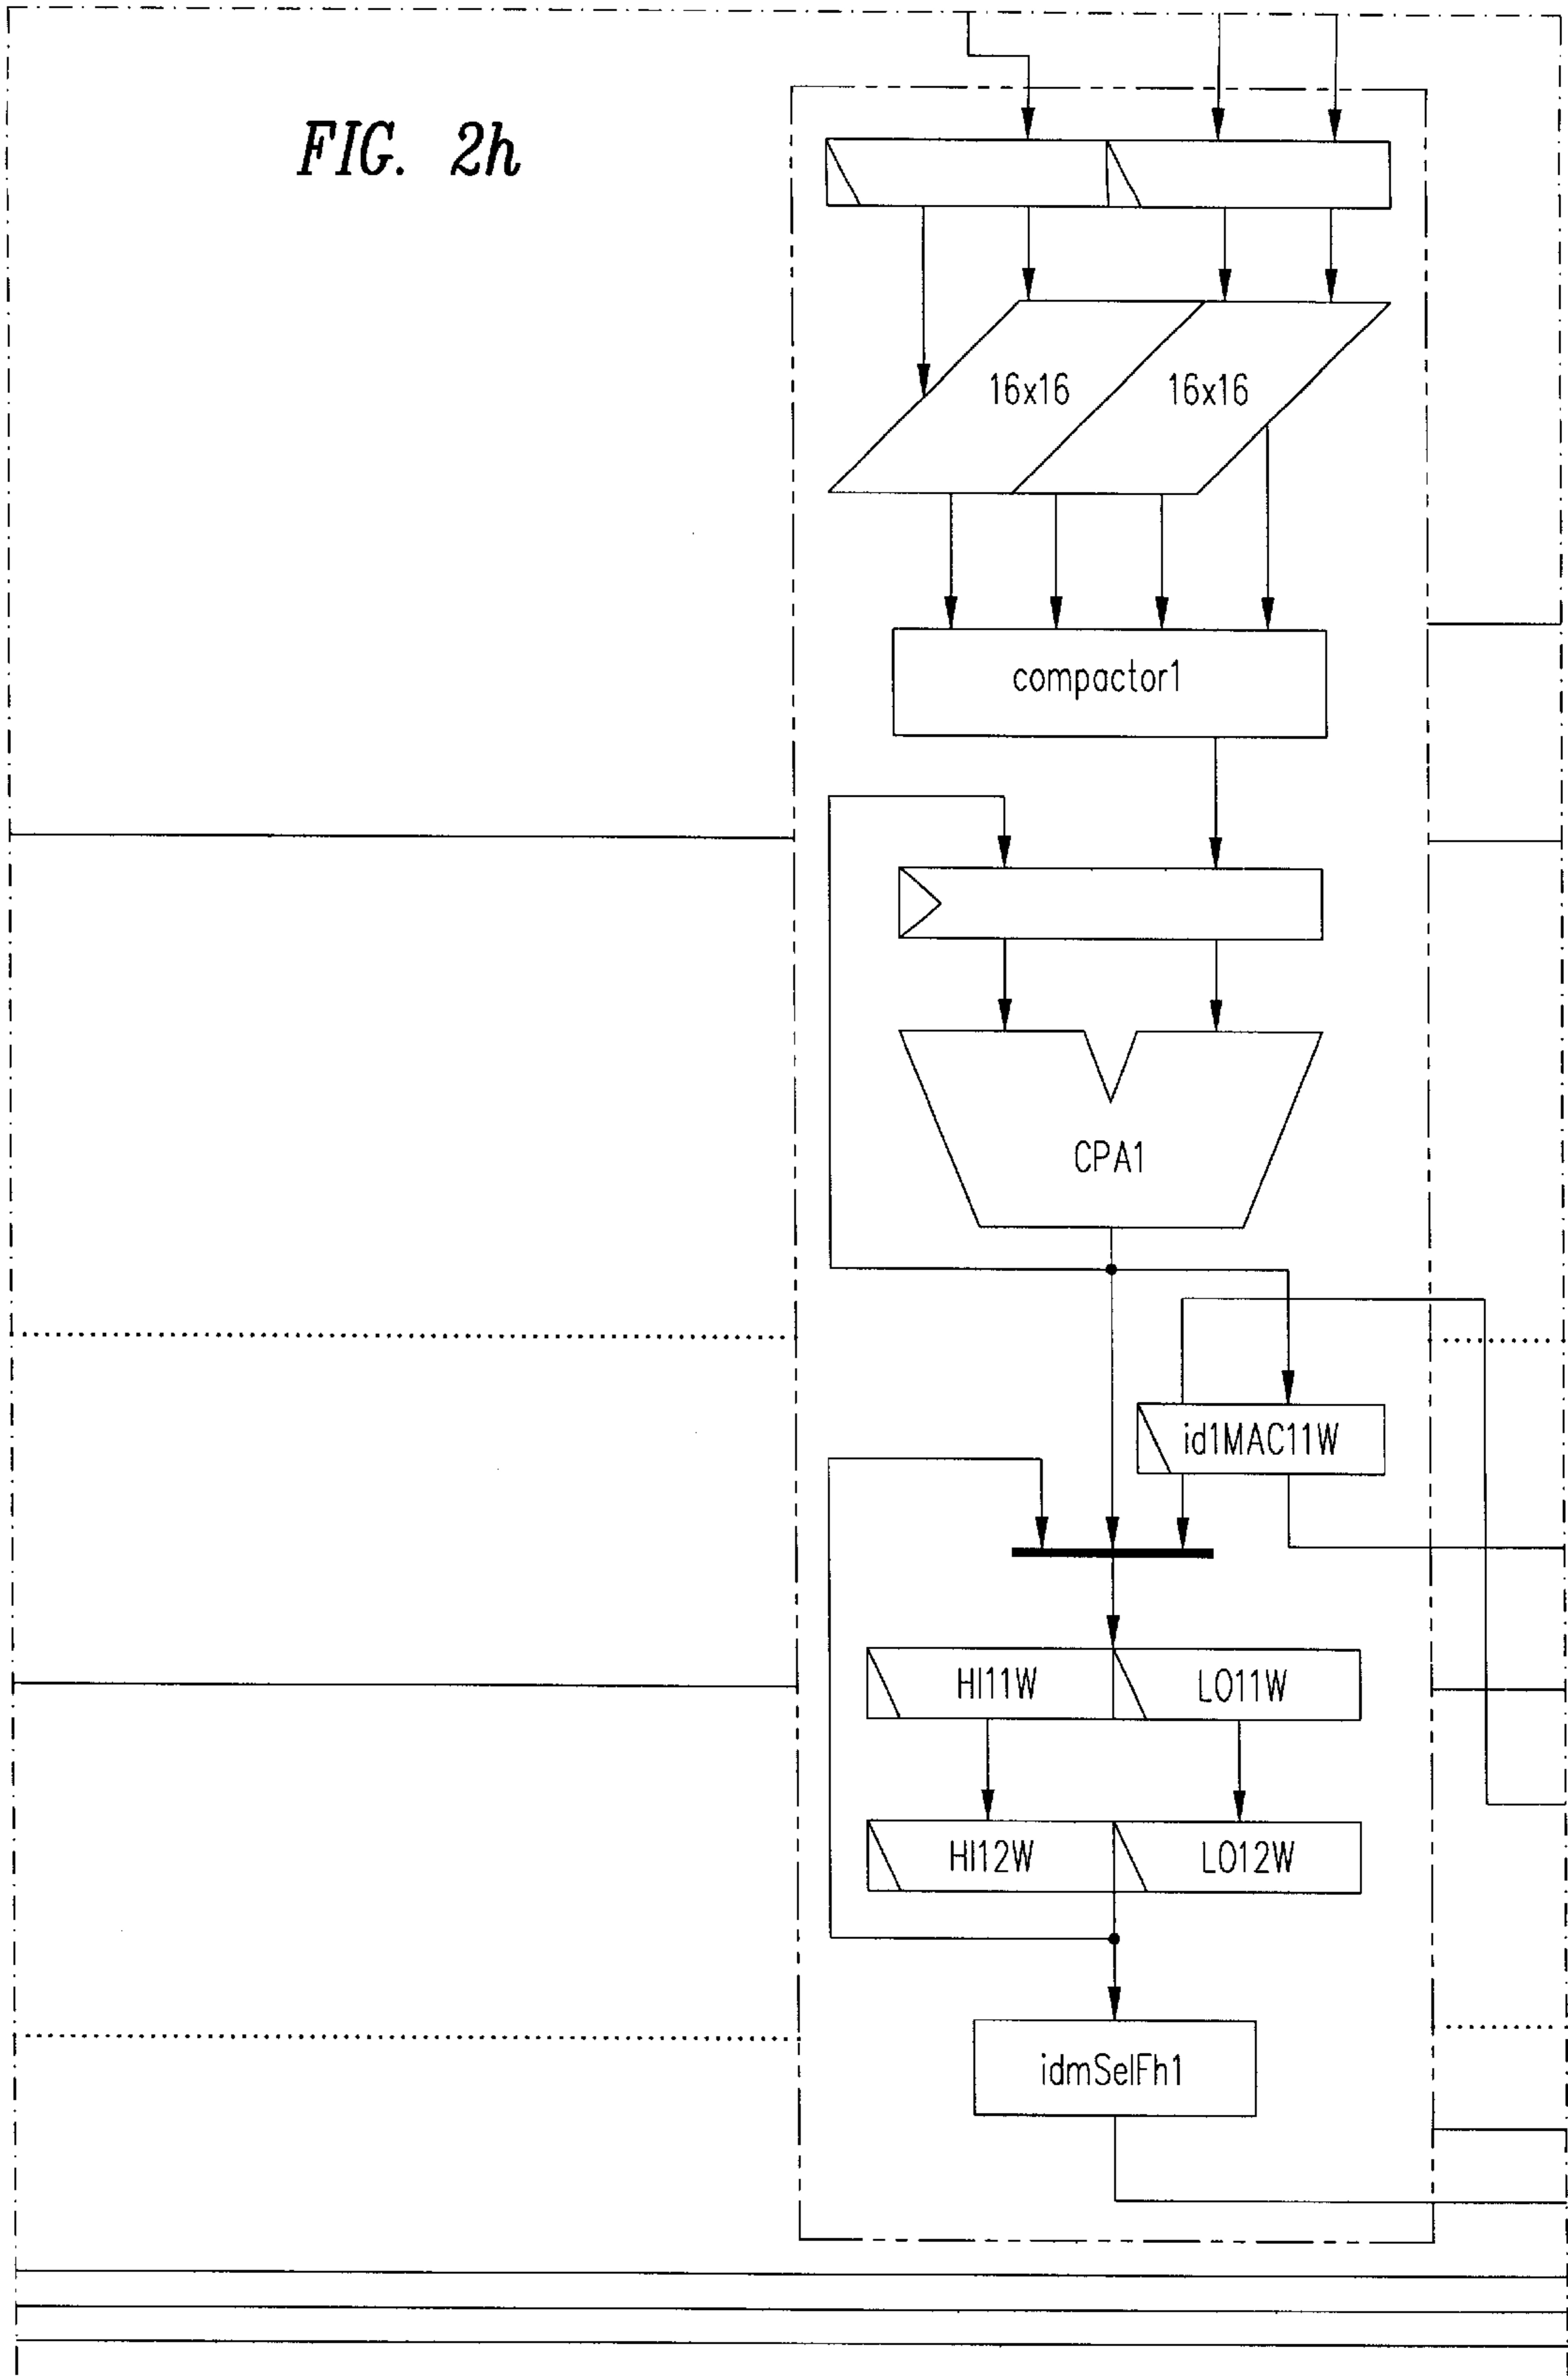 FIG. 2h
16x16 16x16
compactor1
CPA1
id1MAC11W
HI11W LO11W
HI12W LO12W
idmSelFh1